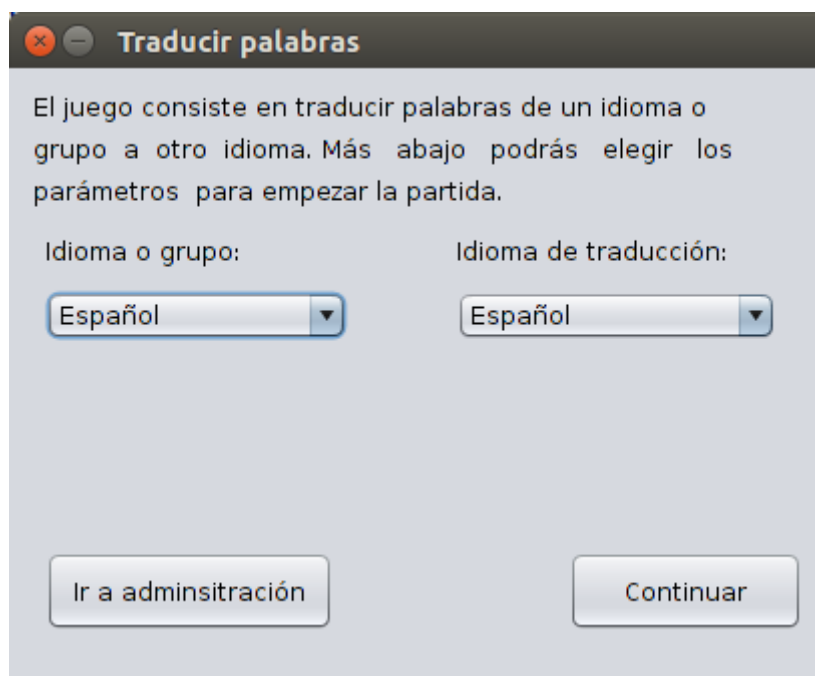 Traducir palabras
El juego consiste en traducir palabras de un idioma o
grupo a otro idioma. Más abajo podrás elegir los
parámetros para empezar la partida.
Idioma o grupo: Idioma de traducción:
Español Español
Ir a adminsitración Continuar